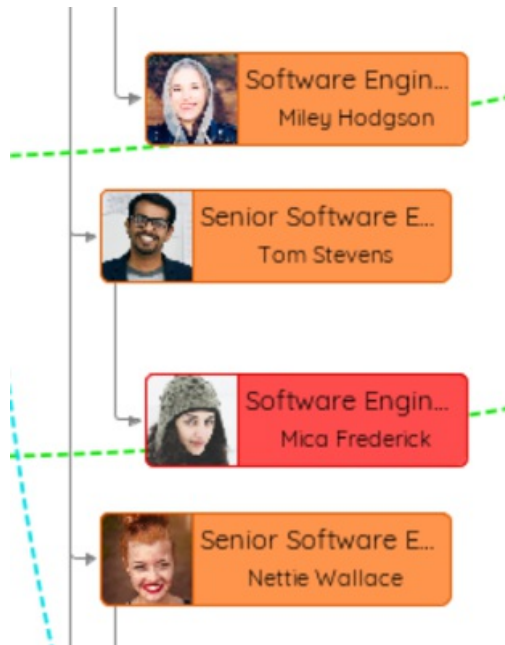 Software Engin...
Miley Hodgson
Senior Software E...
Tom Stevens
Software Engin...
Mica Frederick
Senior Software E...
Nettie Wallace